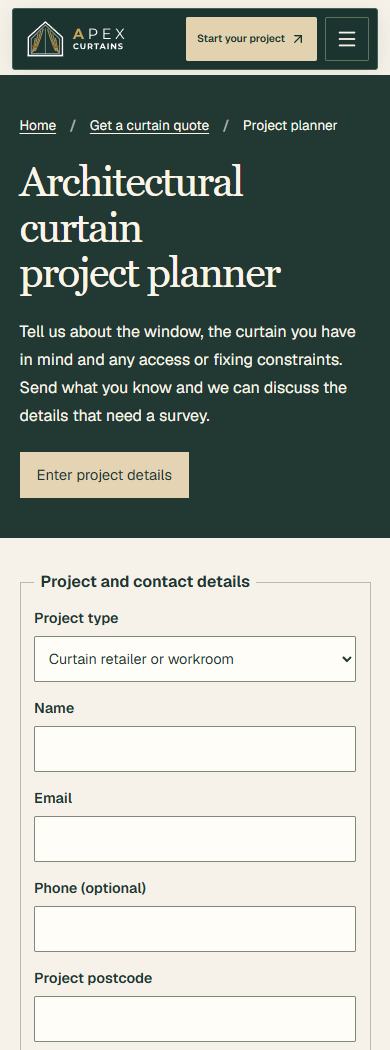 APEX
CURTAINS
Start your project
Home / Get a curtain quote / Project planner
Architectural
curtain
project planner
Tell us about the window, the curtain you have
in mind and any access or fixing constraints.
Send what you know and we can discuss the
details that need a survey.
Enter project details
Project and contact details
Project type
Curtain retailer or workroom
Name
Email
Phone (optional)
Project postcode